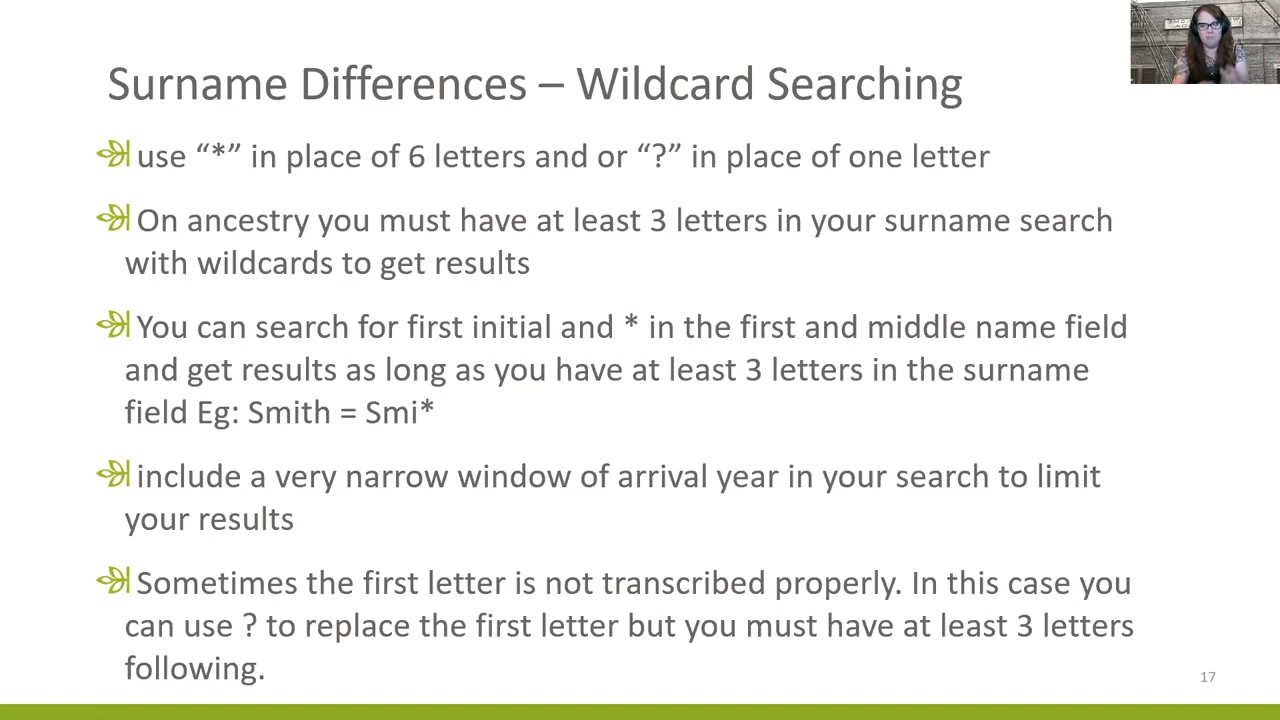 Surname Differences – Wildcard Searching
use “*” in place of 6 letters and or “?” in place of one letter
On ancestry you must have at least 3 letters in your surname search
with wildcards to get results
You can search for first initial and * in the first and middle name field
and get results as long as you have at least 3 letters in the surname
field Eg: Smith = Smi*
include a very narrow window of arrival year in your search to limit
your results
Sometimes the first letter is not transcribed properly. In this case you
can use ? to replace the first letter but you must have at least 3 letters
following.
17